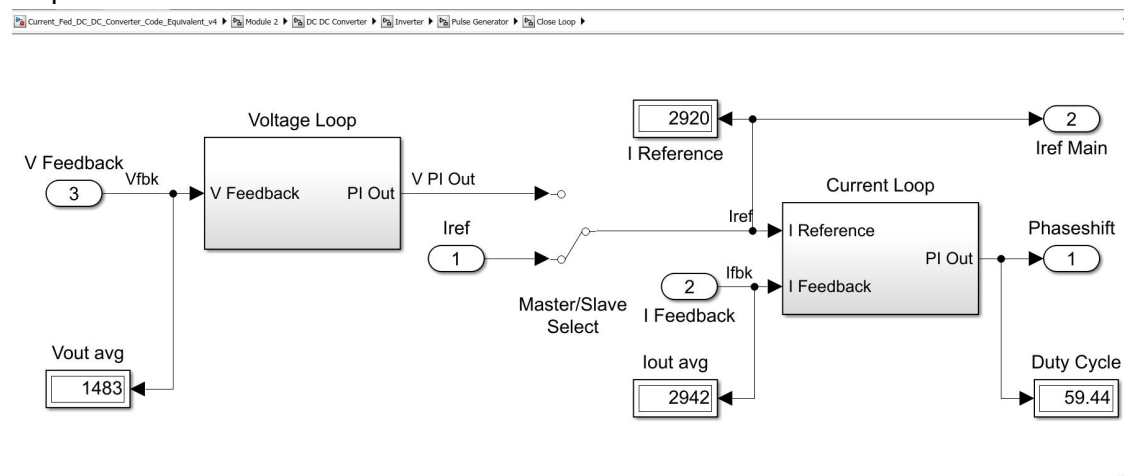 Current_Fed_DC_DC_Converter_Code_Equivalent_v4 Module 2 DC DC Converter Inverter Pulse Generator Close Loop
Voltage Loop
V Feedback
3
Vfbk
V Feedback
PI Out
V PI Out
Vout avg
1483
Iref
1
Master/Slave
Select
2920
I Reference
2
Iref Main
Iref
Current Loop
I Reference
I Feedback
PI Out
Ifbk
2
I Feedback
Iout avg
2942
Phaseshift
1
Duty Cycle
59.44